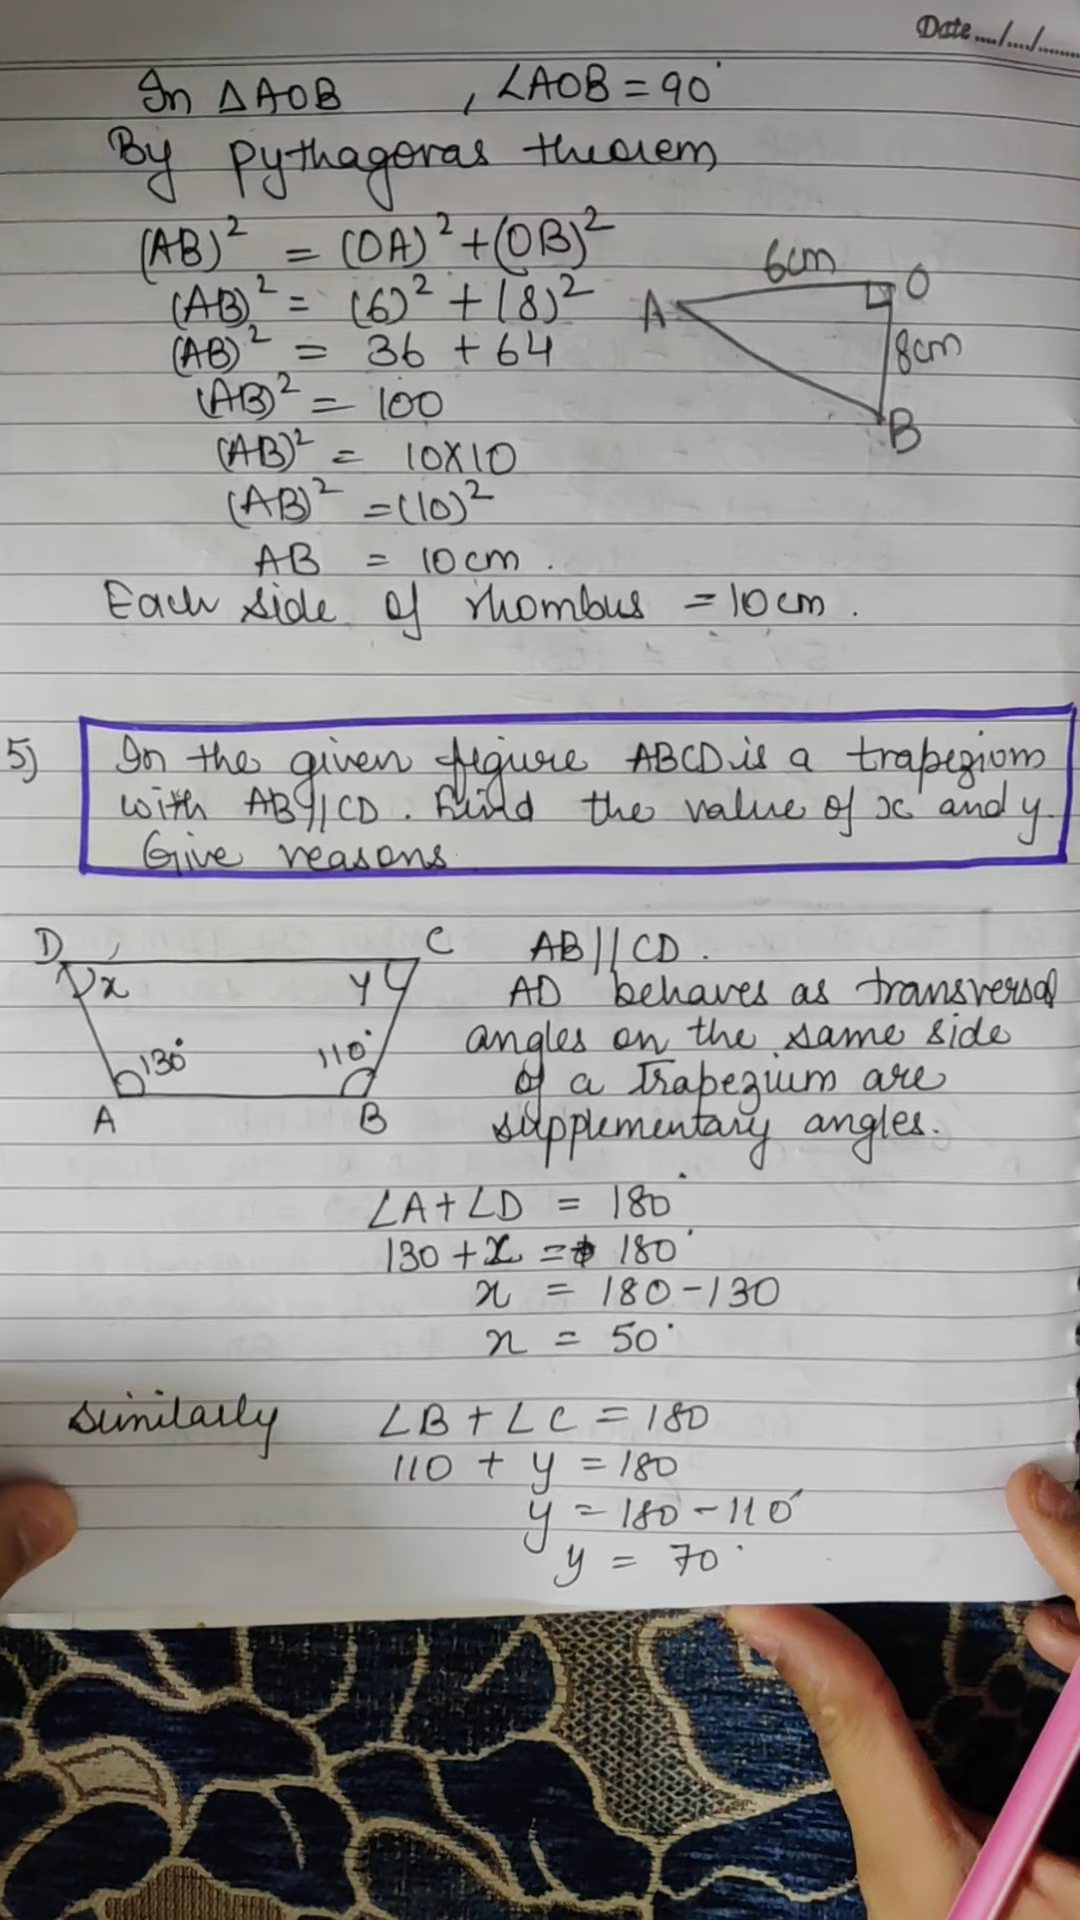 Date..../..../........
In ∆AOB , ∠AOB = 90°
By pythagoras theorem
(AB)² = (OA)² + (OB)²
(AB)² = (6)² + (8)²
(AB)² = 36 + 64
(AB)² = 100
(AB)² = 10×10
(AB)² = (10)²
AB = 10cm.
Each side of rhombus = 10cm.
6cm
A
O
8cm
B
5) In the given figure ABCD is a trapezium
with AB||CD. Find the value of x and y.
Give reasons
D C
x y
130° 110°
A B
AB||CD.
AD behaves as transversal
angles on the same side
of a Trapezium are
supplementary angles.
∠A + ∠D = 180°
130 + x = 180°
x = 180 - 130
x = 50°
similarly ∠B + ∠C = 180
110 + y = 180
y = 180 - 110°
y = 70°